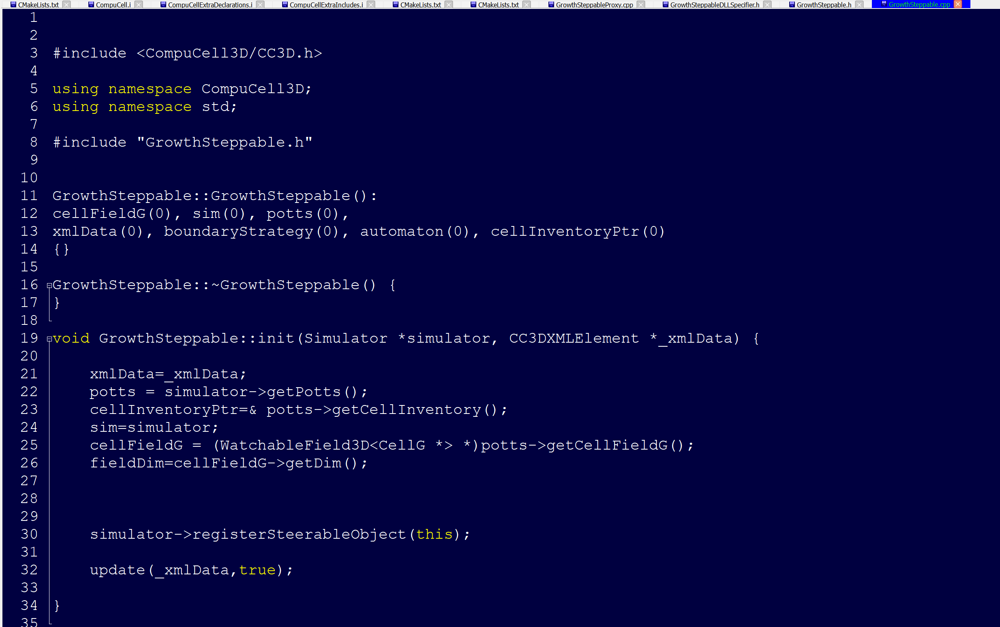 CMakeLists.txt CompuCell.i CompuCellExtraDeclarations.i CompuCellExtraIncludes.i CMakeLists.txt CMakeLists.txt GrowthSteppableProxy.cpp GrowthSteppableDLLSpecifier.h GrowthSteppable.h GrowthSteppable.cpp
1
2
3 #include <CompuCell3D/CC3D.h>
4
5 using namespace CompuCell3D;
6 using namespace std;
7
8 #include "GrowthSteppable.h"
9
10
11 GrowthSteppable::GrowthSteppable():
12 cellFieldG(0), sim(0), potts(0),
13 xmlData(0), boundaryStrategy(0), automaton(0), cellInventoryPtr(0)
14 {}
15
16 GrowthSteppable::~GrowthSteppable() {
17 }
18
19 void GrowthSteppable::init(Simulator *simulator, CC3DXMLElement *_xmlData) {
20
21     xmlData=_xmlData;
22     potts = simulator->getPotts();
23     cellInventoryPtr=& potts->getCellInventory();
24     sim=simulator;
25     cellFieldG = (WatchableField3D<CellG *> *)potts->getCellFieldG();
26     fieldDim=cellFieldG->getDim();
27
28
29
30     simulator->registerSteerableObject(this);
31
32     update(_xmlData,true);
33
34 }
35